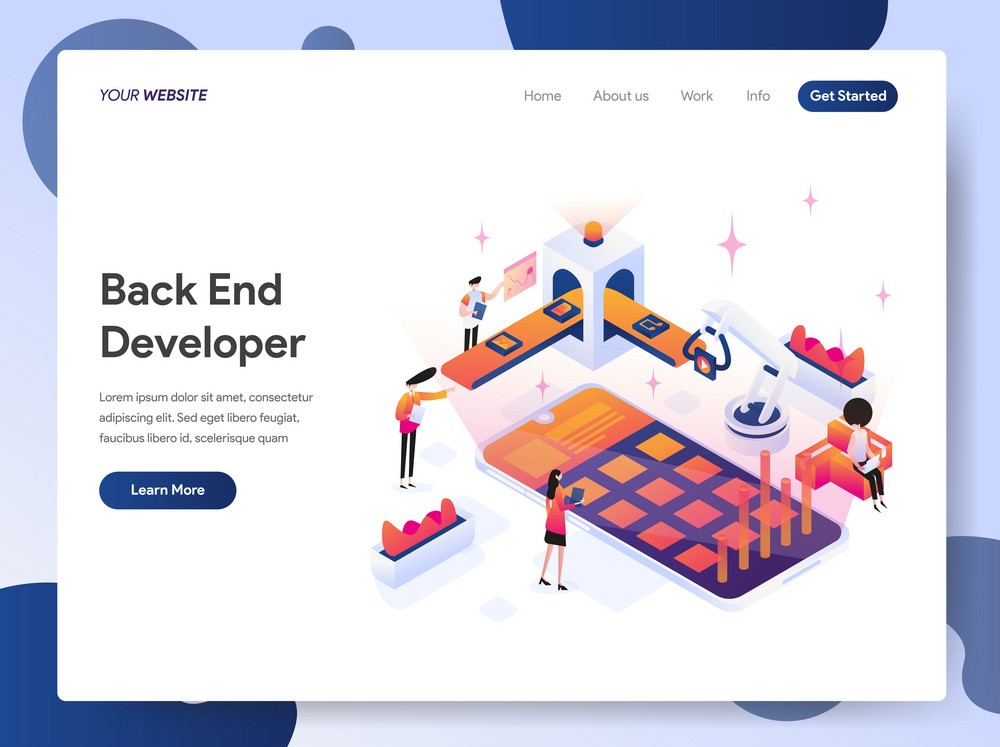 YOUR WEBSITE
Home About us Work Info Get Started
Back End
Developer
Lorem ipsum dolor sit amet, consectetur
adipiscing elit. Sed eget libero feugiat,
faucibus libero id, scelerisque quam
Learn More